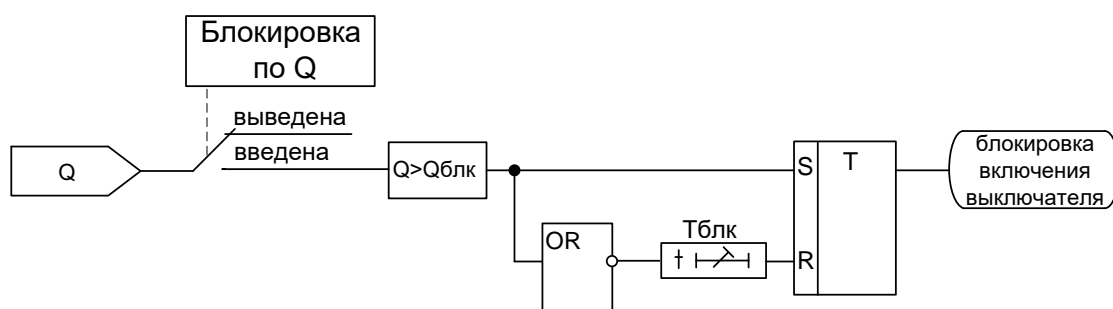 Блокировка
по Q
выведена
введена
Q
Q>Qблк
S
T
блокировка
включения
выключателя
OR
Tблк
t
R